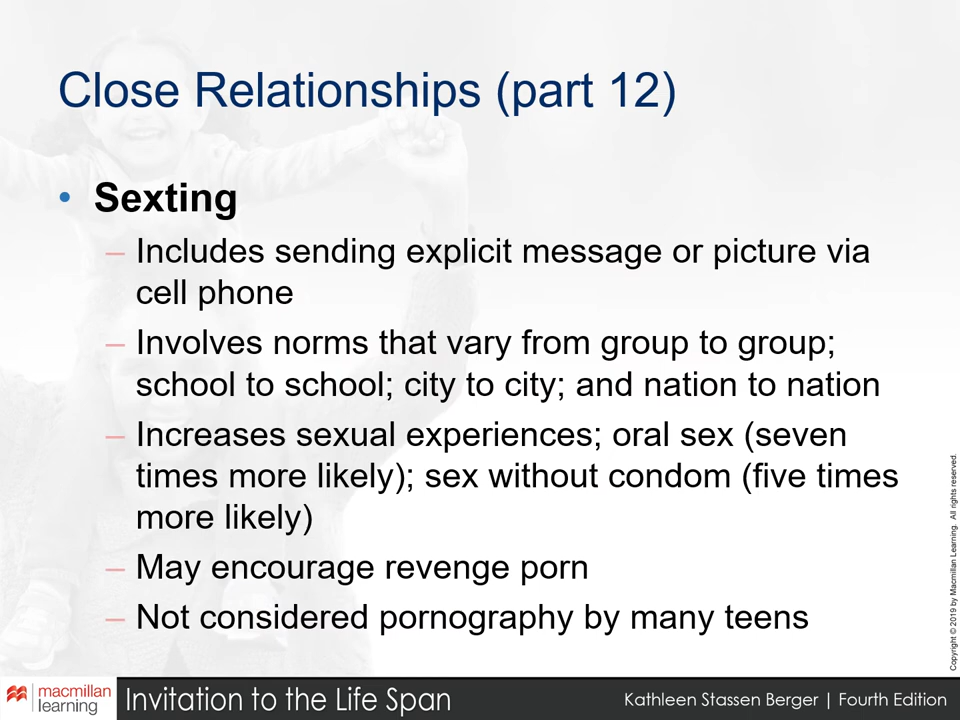 Close Relationships (part 12)
• Sexting
– Includes sending explicit message or picture via
cell phone
– Involves norms that vary from group to group;
school to school; city to city; and nation to nation
– Increases sexual experiences; oral sex (seven
times more likely); sex without condom (five times
more likely)
– May encourage revenge porn
– Not considered pornography by many teens
Copyright © 2019 by Macmillan Learning. All rights reserved.
macmillan
learning
Invitation to the Life Span
Kathleen Stassen Berger | Fourth Edition